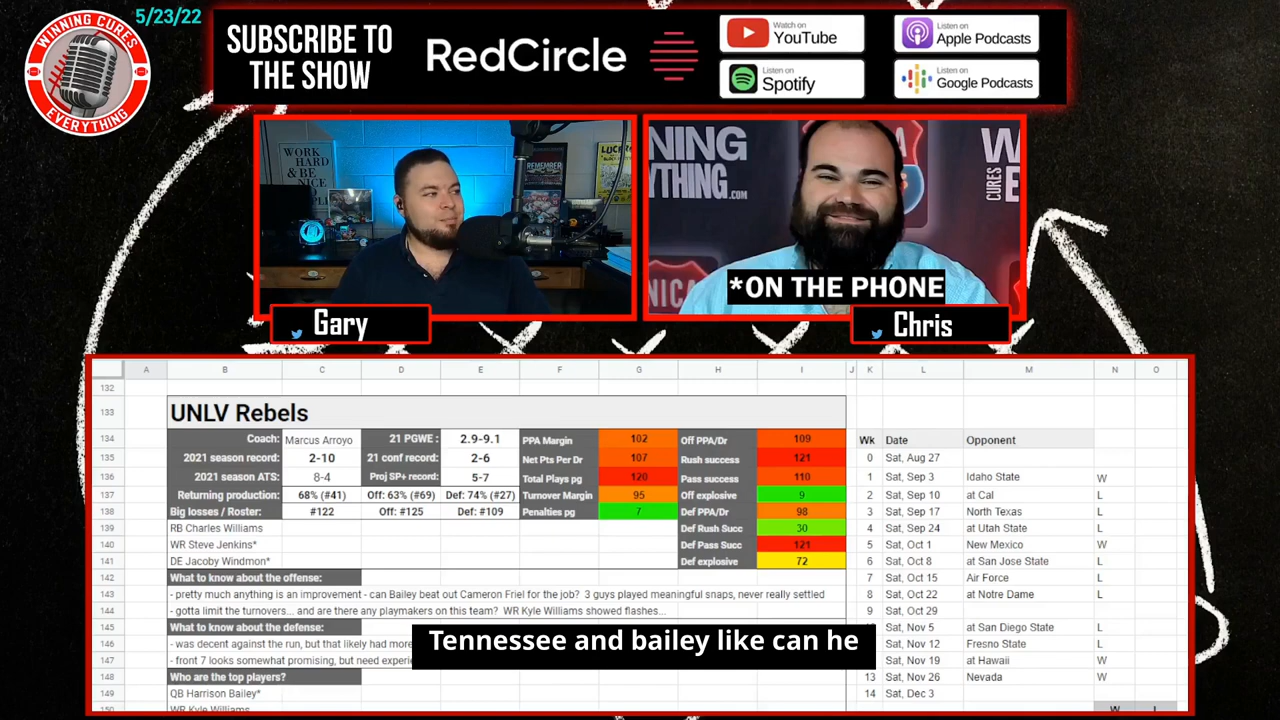 5/23/22
WINNING CURES
EVERYTHING
SUBSCRIBE TO
THE SHOW
RedCircle
Watch on
YouTube
Listen on
Apple Podcasts
Listen on
Spotify
Listen on
Google Podcasts
WORK
HARD
& BE
NICE
REMEMBER
NING
YTHING
.COM
W
CURES
E
NICA
*ON THE PHONE
Gary
Chris
A B C D E F G H I J K L M N O
132
133 UNLV Rebels
134 Coach: Marcus Arroyo 21 PGWE : 2.9-9.1 PPA Margin 102 Off PPA/Dr 109 Wk Date Opponent
135 2021 season record: 2-10 21 conf record: 2-6 Net Pts Per Dr 107 Rush success 121 0 Sat, Aug 27
136 2021 season ATS: 8-4 Proj SP+ record: 5-7 Total Plays pg 120 Pass success 110 1 Sat, Sep 3 Idaho State W
137 Returning production: 68% (#41) Off: 63% (#69) Def: 74% (#27) Turnover Margin 95 Off explosive 9 2 Sat, Sep 10 at Cal L
138 Big losses / Roster: #122 Off: #125 Def: #109 Penalties pg 7 Def PPA/Dr 98 3 Sat, Sep 17 North Texas L
139 RB Charles Williams Def Rush Succ 30 4 Sat, Sep 24 at Utah State L
140 WR Steve Jenkins* Def Pass Succ 121 5 Sat, Oct 1 New Mexico W
141 DE Jacoby Windmon* Def explosive 72 6 Sat, Oct 8 at San Jose State L
142 What to know about the offense: 7 Sat, Oct 15 Air Force L
143 - pretty much anything is an improvement - can Bailey beat out Cameron Friel for the job? 3 guys played meaningful snaps, never really settled 8 Sat, Oct 22 at Notre Dame L
144 - gotta limit the turnovers... and are there any playmakers on this team? WR Kyle Williams showed flashes... 9 Sat, Oct 29
145 What to know about the defense: Sat, Nov 5 at San Diego State L
146 - was decent against the run, but that likely had more Sat, Nov 12 Fresno State L
147 - front 7 looks somewhat promising, but need experi Sat, Nov 19 at Hawaii W
148 Who are the top players? 13 Sat, Nov 26 Nevada W
149 QB Harrison Bailey* 14 Sat, Dec 3
150 WR Kyle Williams W L
Tennessee and bailey like can he